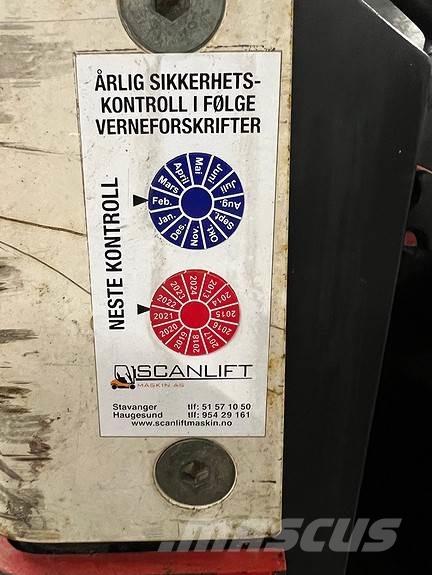 ÅRLIG SIKKERHETS-
KONTROLL I FØLGE
VERNEFORSKRIFTER
NESTE KONTROLL
Jan. Feb. Mars April Mai Juni Juli Aug. Sept. Okt. Nov. Des.
2013 2014 2015 2016 2017 2018 2019 2020 2021 2022 2023 2024
SCANLIFT
MASKIN AS
Stavanger tlf: 51 57 10 50
Haugesund tlf: 954 29 161
www.scanliftmaskin.no
mascus